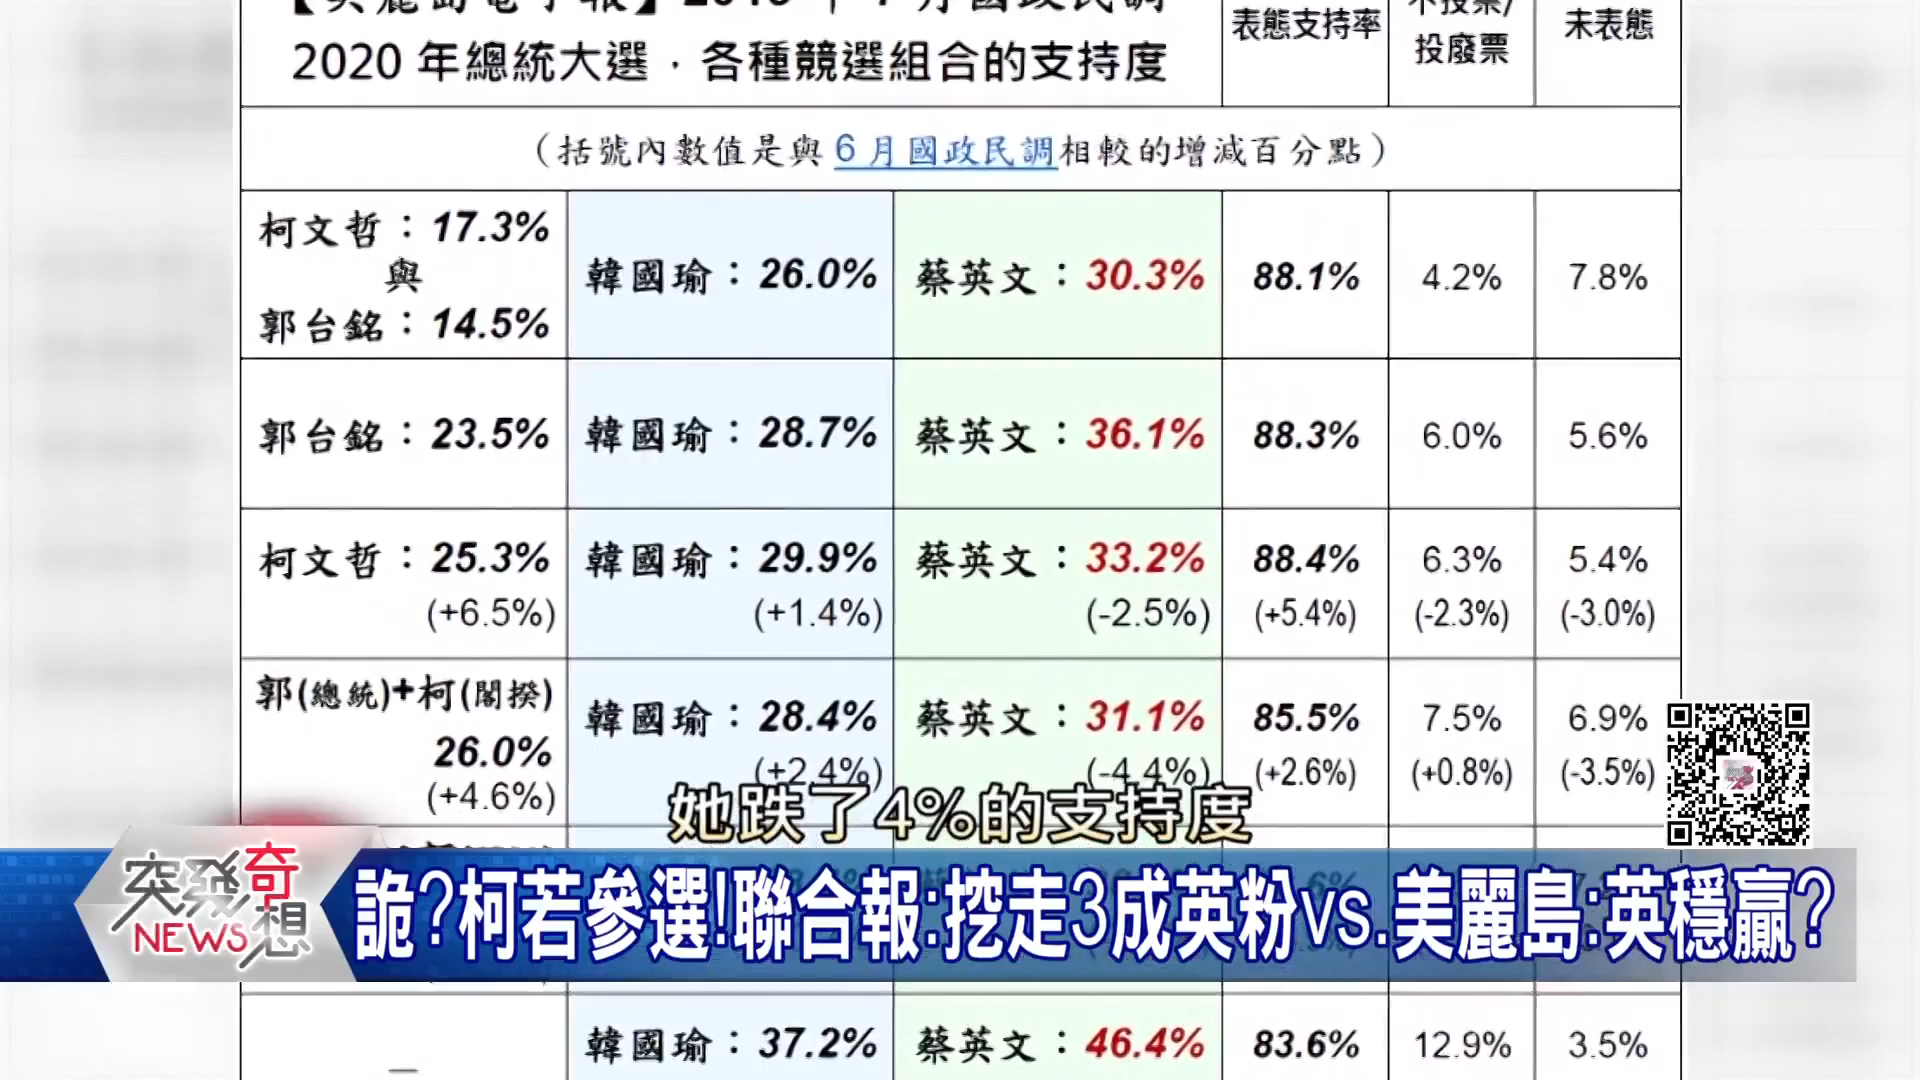 2020 年總統大選，各種競選組合的支持度
表態支持率
投廢票
未表態
（括號內數值是與 6 月國政民調相較的增減百分點）
柯文哲：17.3%
與
郭台銘：14.5%
韓國瑜：26.0%
蔡英文：30.3%
88.1%
4.2%
7.8%
郭台銘：23.5%
韓國瑜：28.7%
蔡英文：36.1%
88.3%
6.0%
5.6%
柯文哲：25.3%
(+6.5%)
韓國瑜：29.9%
(+1.4%)
蔡英文：33.2%
(-2.5%)
88.4%
(+5.4%)
6.3%
(-2.3%)
5.4%
(-3.0%)
郭(總統)+柯(閣揆)
26.0%
(+4.6%)
韓國瑜：28.4%
(+2.4%)
蔡英文：31.1%
(-4.4%)
85.5%
(+2.6%)
7.5%
(+0.8%)
6.9%
(-3.5%)
她跌了4%的支持度
突發奇想
NEWS
詭?柯若參選!聯合報:挖走3成英粉vs.美麗島:英穩贏?
韓國瑜：37.2%
蔡英文：46.4%
83.6%
12.9%
3.5%